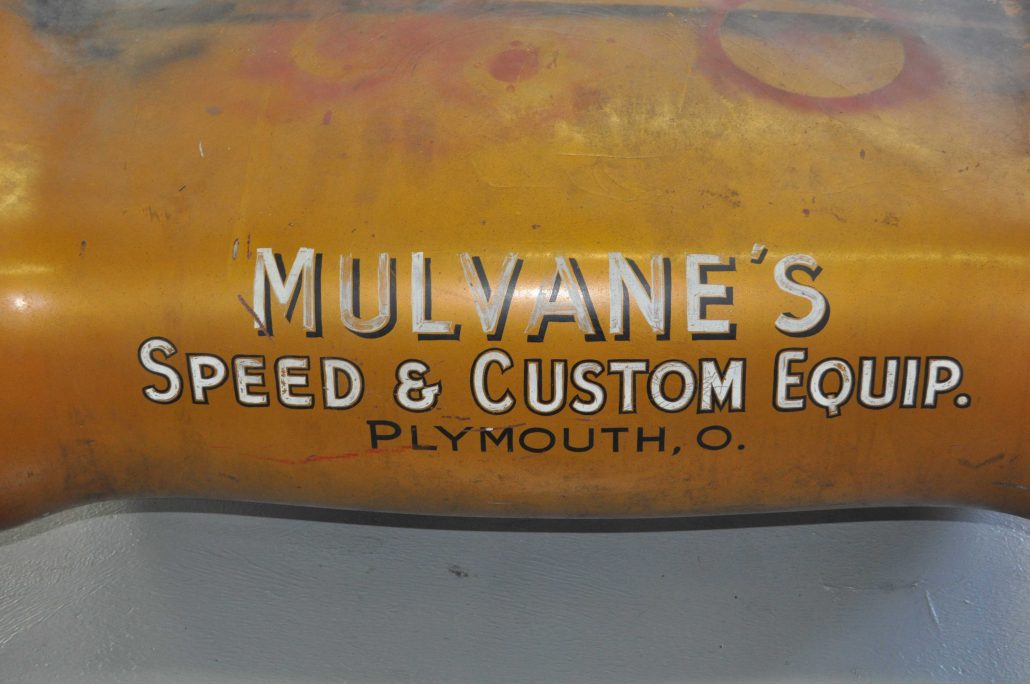 MULVANE'S
SPEED & CUSTOM EQUIP.
PLYMOUTH, O.